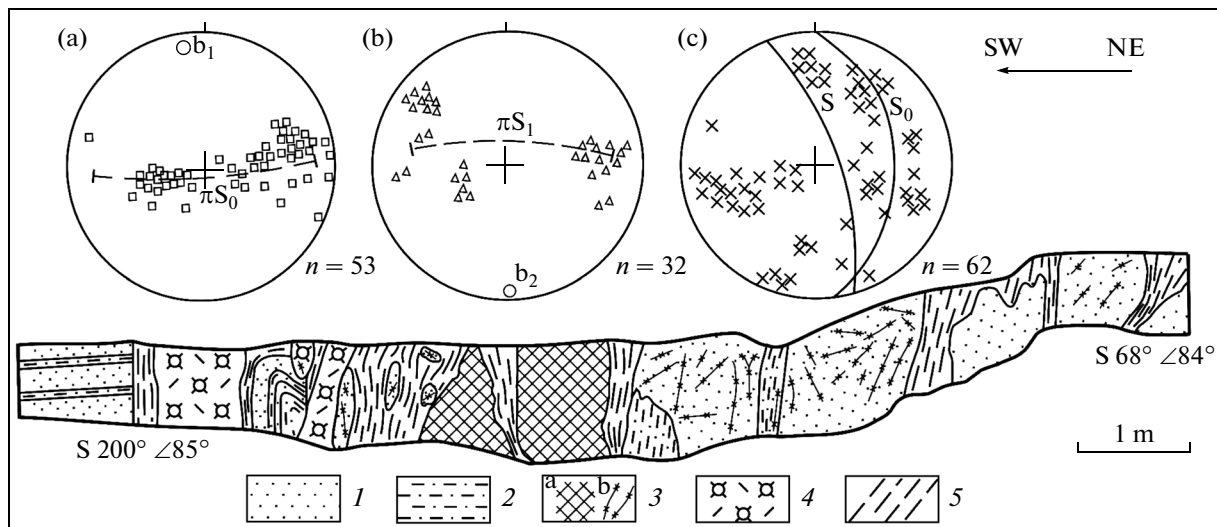 (a)
b1
πS0
n = 53
(b)
πS1
b2
n = 32
(c)
S
S0
n = 62
SW NE
S 68° ∠84°
S 200° ∠85°
1 m
1
2
a b 3
4
5